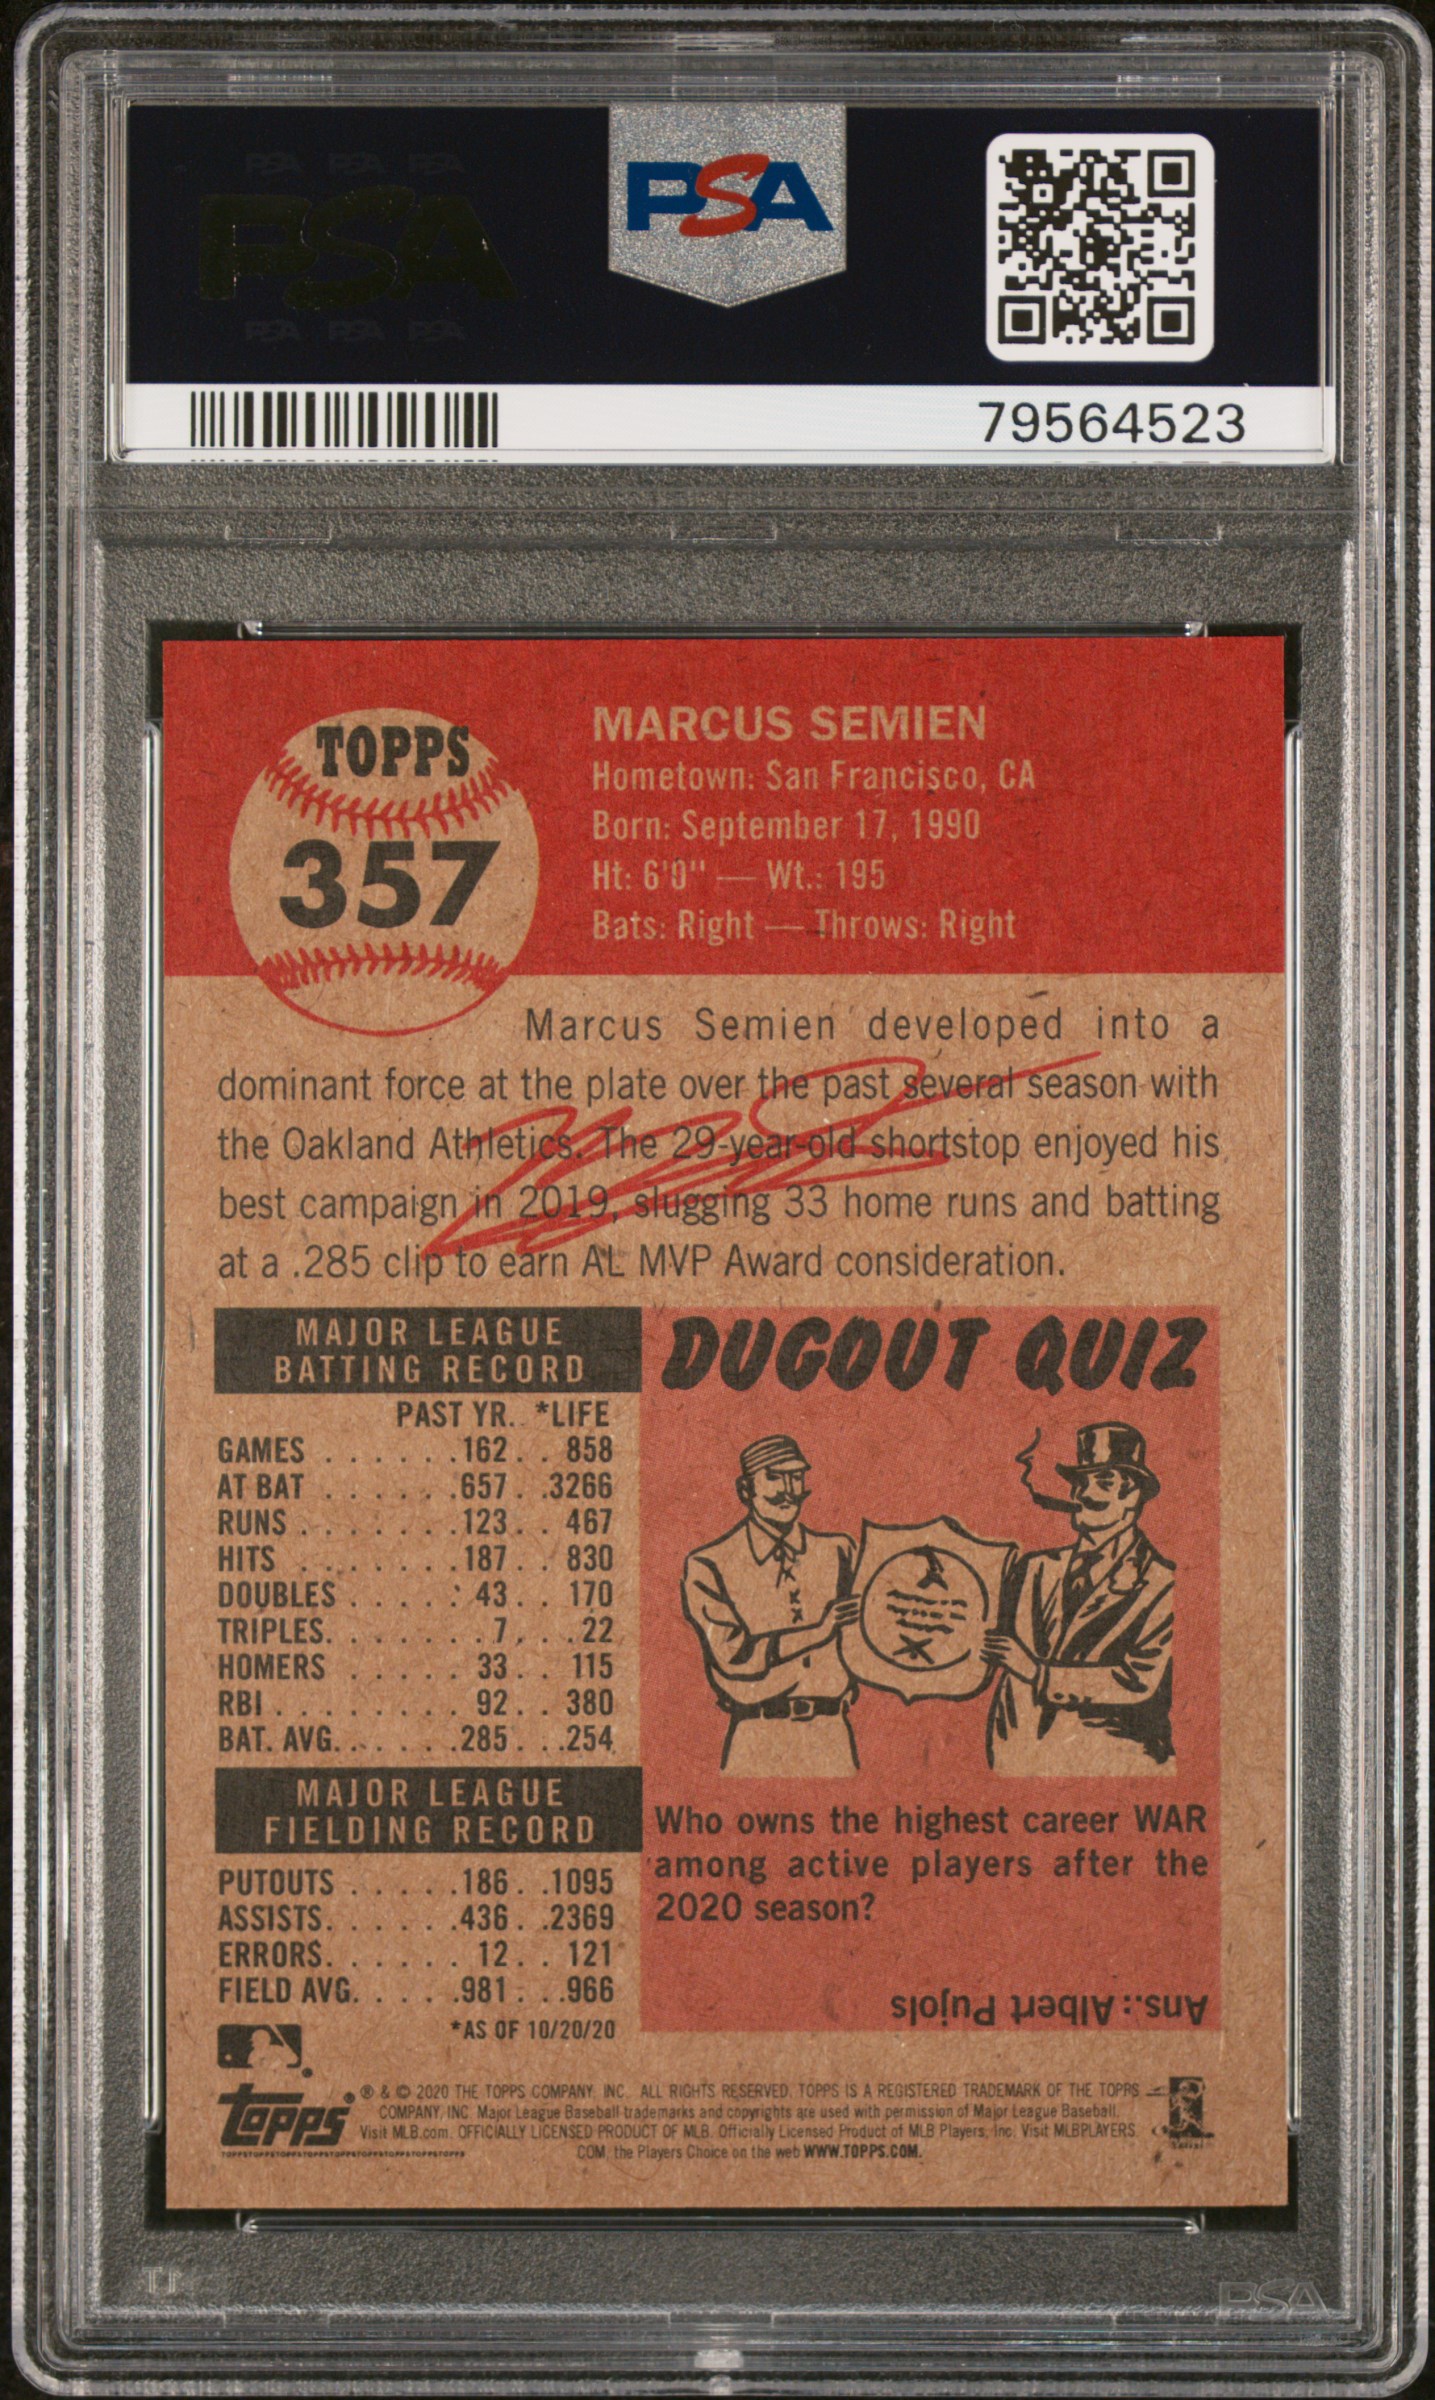 PSA PSA PSA
PSA
PSA PSA PSA
PSA
79564523
TOPPS
357
MARCUS SEMIEN
Hometown: San Francisco, CA
Born: September 17, 1990
Ht: 6'0" — Wt.: 195
Bats: Right — Throws: Right
Marcus Semien developed into a
dominant force at the plate over the past several season with
the Oakland Athletics. The 29-year-old shortstop enjoyed his
best campaign in 2019, slugging 33 home runs and batting
at a .285 clip to earn AL MVP Award consideration.
MAJOR LEAGUE
BATTING RECORD
PAST YR. *LIFE
GAMES . . . . . .162. . 858
AT BAT . . . . . .657. .3266
RUNS . . . . . . .123. . 467
HITS . . . . . . .187. . 830
DOUBLES . . . . . 43. . 170
TRIPLES. . . . . . . 7. . . 22
HOMERS . . . . . 33. . 115
RBI . . . . . . . . . 92. . 380
BAT. AVG. . . . . .285. . .254
MAJOR LEAGUE
FIELDING RECORD
PUTOUTS . . . . .186. .1095
ASSISTS. . . . . .436. .2369
ERRORS. . . . . . 12. . 121
FIELD AVG. . . . .981. . .966
*AS OF 10/20/20
DUGOUT QUIZ
Who owns the highest career WAR
among active players after the
2020 season?
Ans.: Albert Pujols
topps
® & © 2020 THE TOPPS COMPANY, INC. ALL RIGHTS RESERVED. TOPPS IS A REGISTERED TRADEMARK OF THE TOPPS
COMPANY, INC. Major League Baseball trademarks and copyrights are used with permission of Major League Baseball.
Visit MLB.com. OFFICIALLY LICENSED PRODUCT OF MLB. Officially Licensed Product of MLB Players, Inc. Visit MLBPLAYERS.
COM, the Players Choice on the web WWW.TOPPS.COM.
PSA